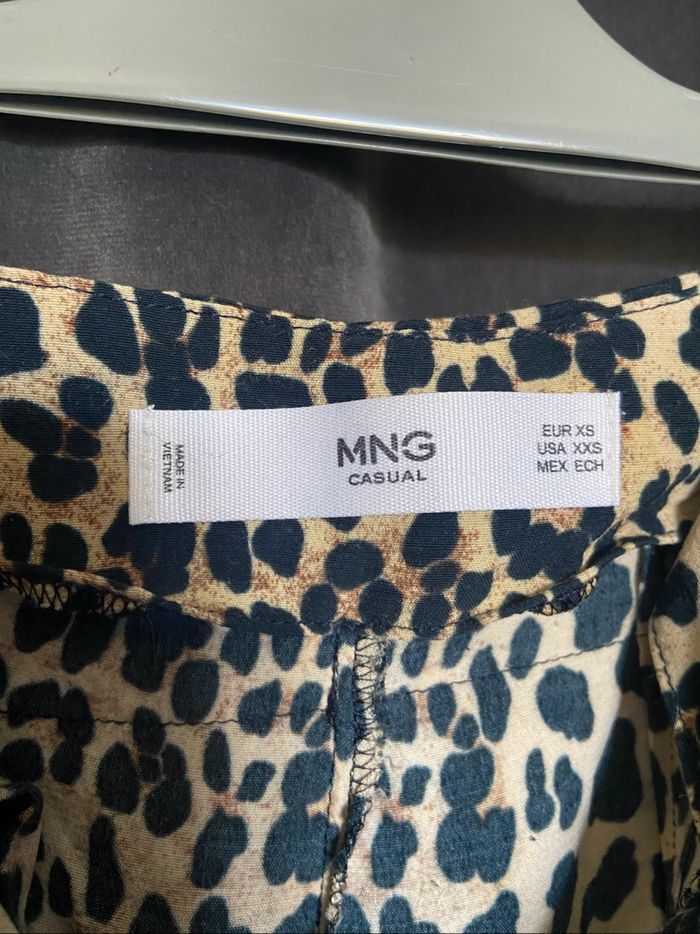 MADE IN
VIETNAM
MNG
CASUAL
EUR XS
USA XXS
MEX ECH